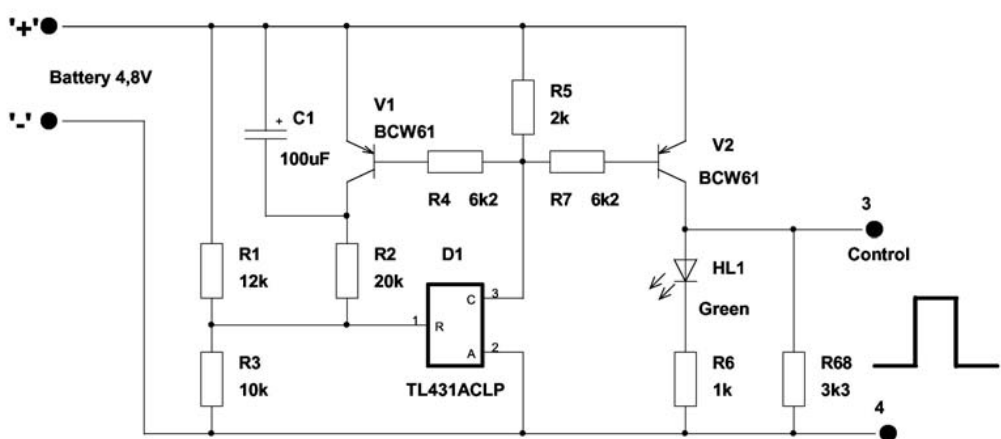 '+'
Battery 4,8V
'-'
C1
+
100uF
V1
BCW61
R5
2k
V2
BCW61
R4 6k2
R7 6k2
3
Control
R1
12k
R2
20k
D1
HL1
Green
1
R
C
3
A
2
TL431ACLP
R3
10k
R6
1k
R68
3k3
4